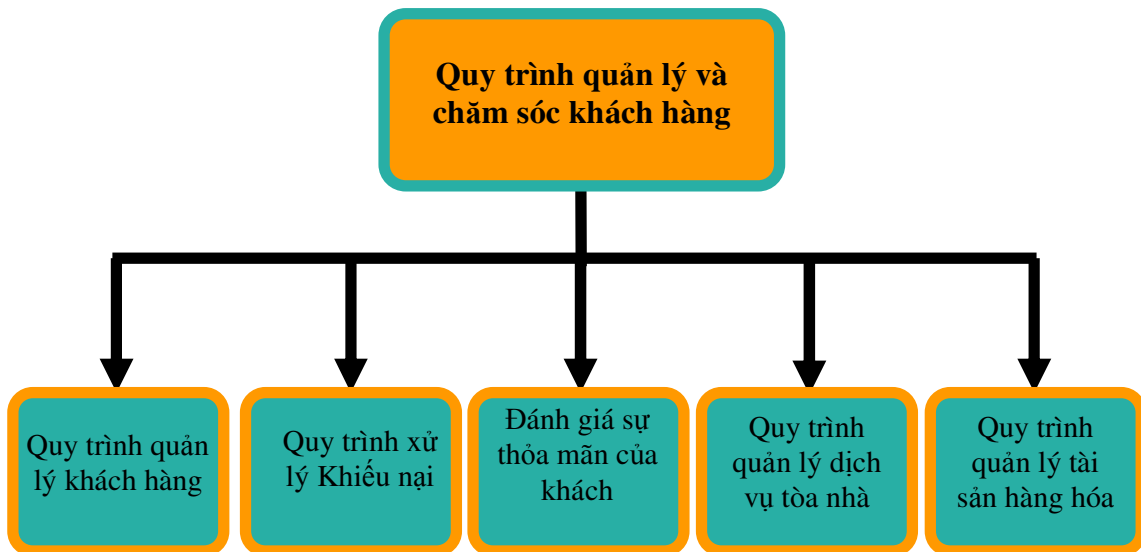 Quy trình quản lý và
chăm sóc khách hàng
Quy trình quản
lý khách hàng
Quy trình xử
lý Khiếu nại
Đánh giá sự
thỏa mãn của
khách
Quy trình
quản lý dịch
vụ tòa nhà
Quy trình
quản lý tài
sản hàng hóa